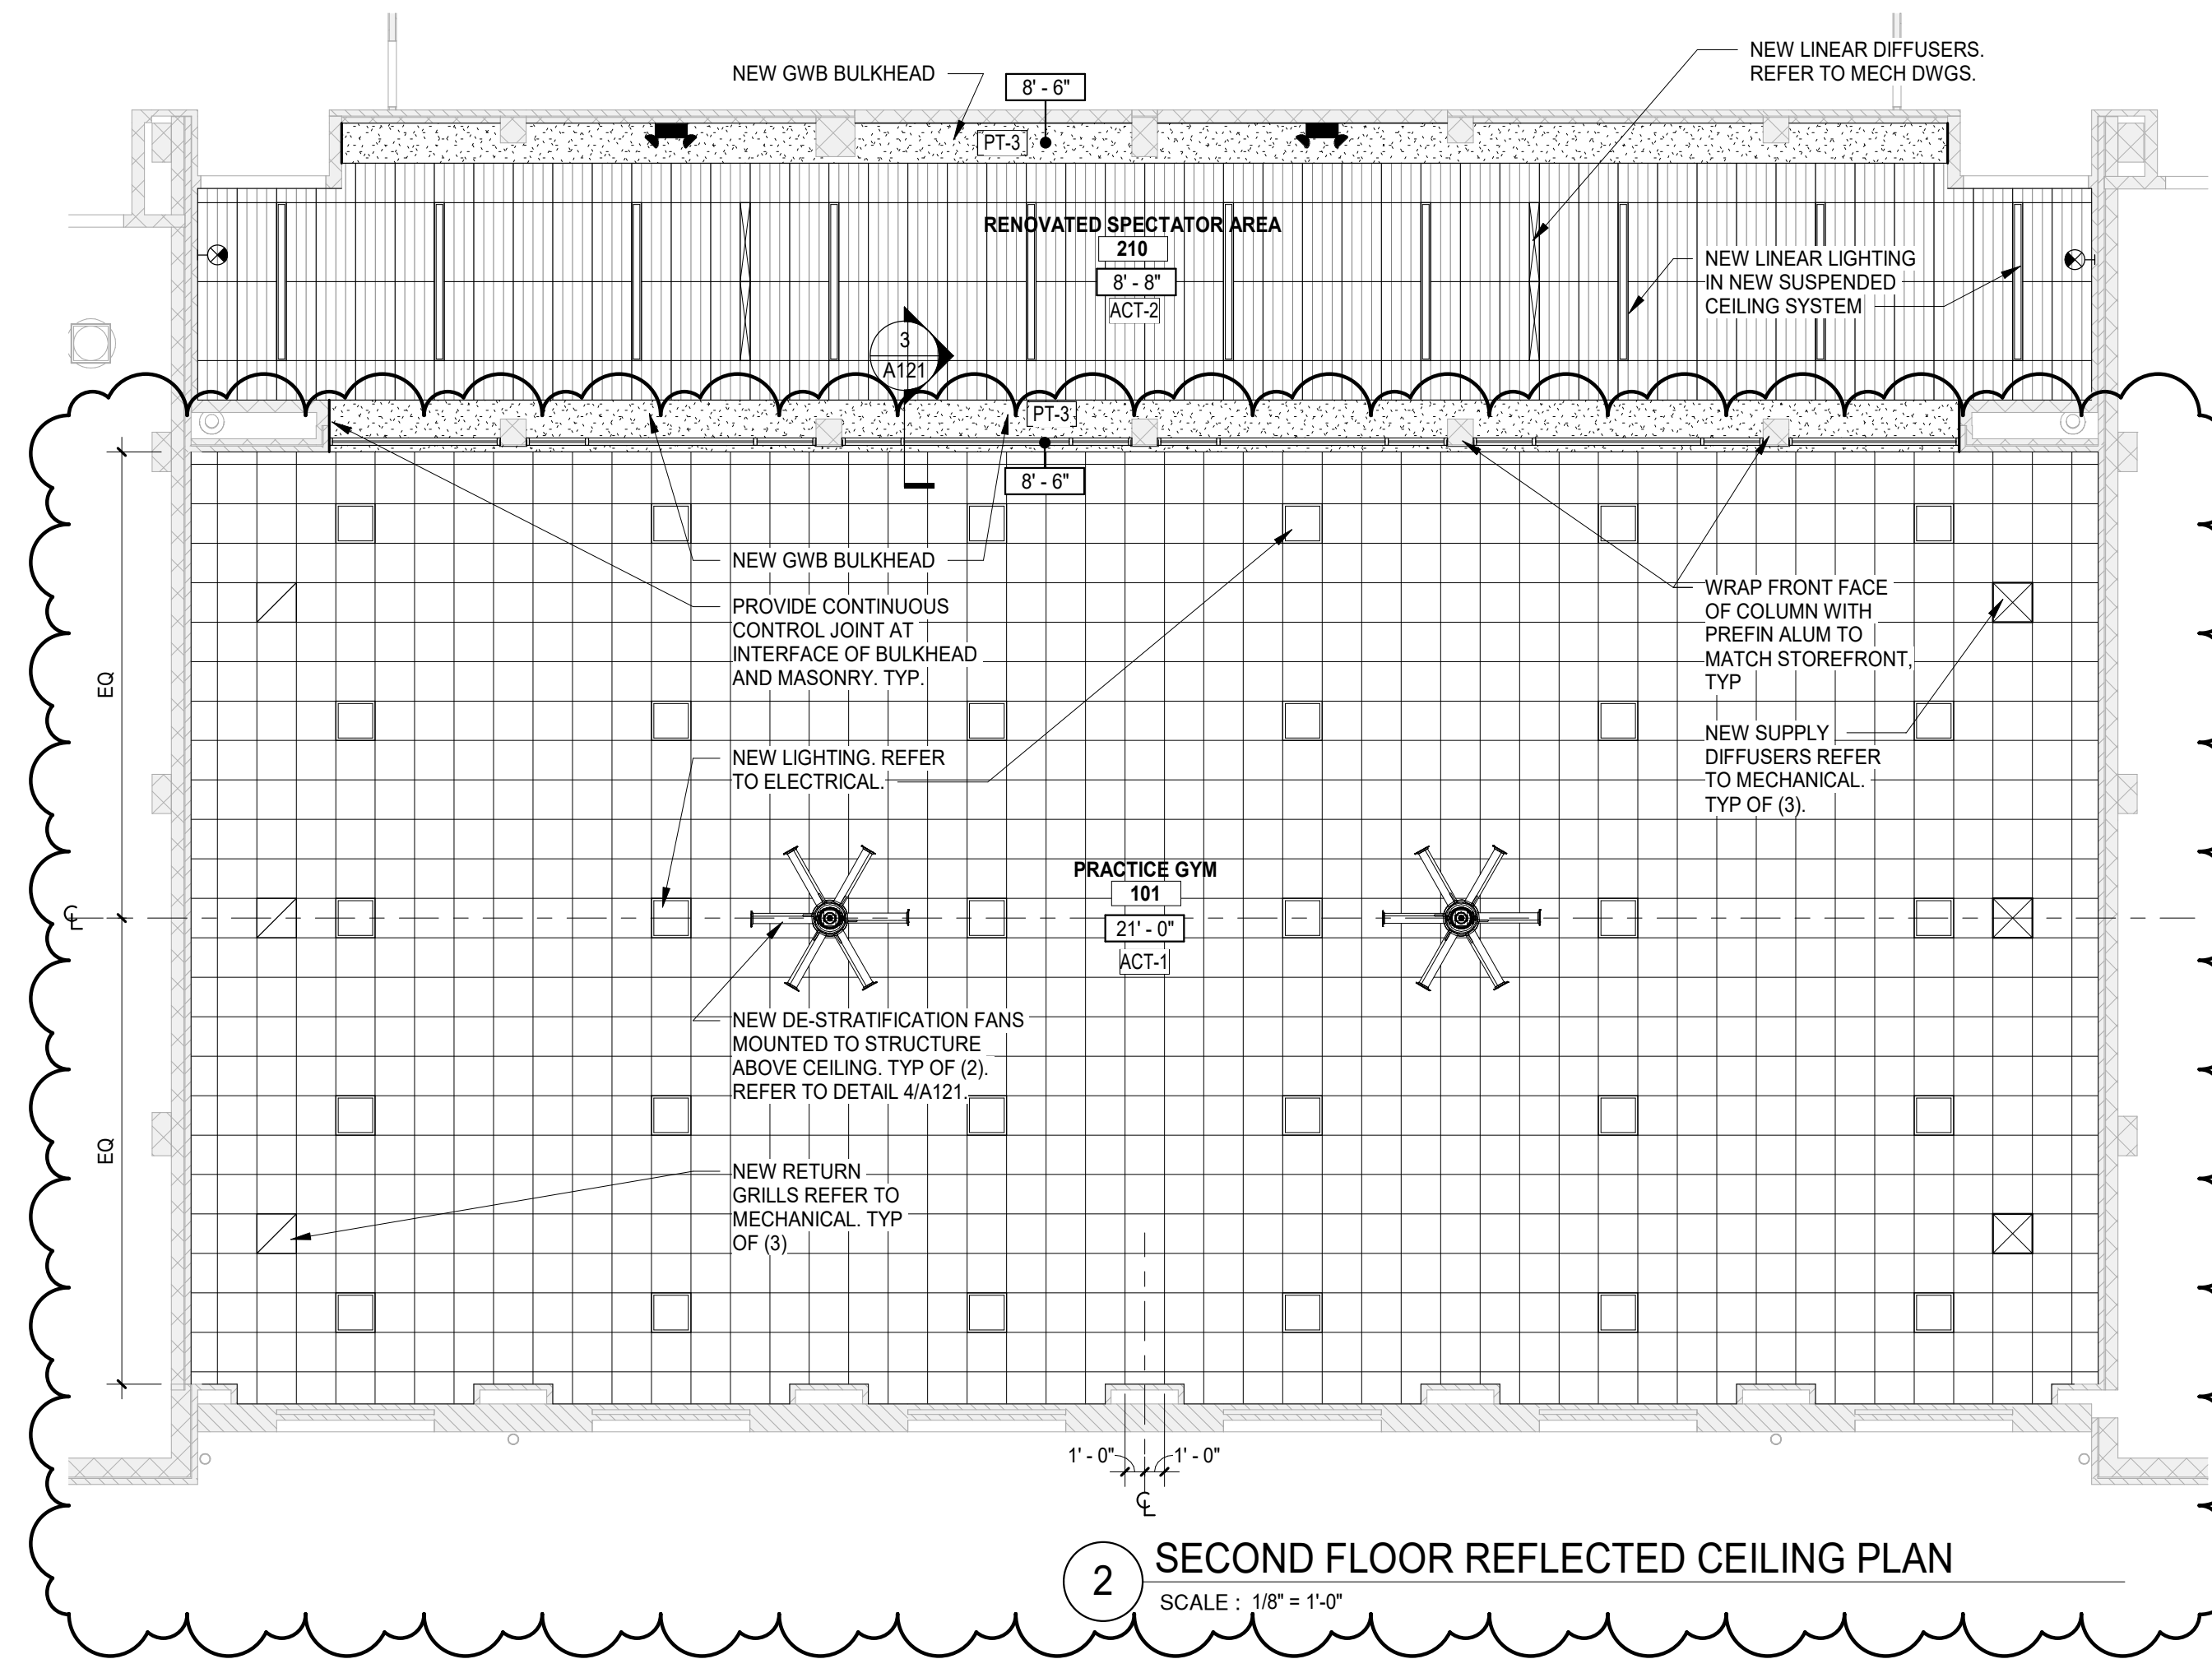 NEW GWB BULKHEAD
8' - 6"
NEW LINEAR DIFFUSERS.
REFER TO MECH DWGS.
PT-3
RENOVATED SPECTATOR AREA
210
8' - 8"
ACT-2
NEW LINEAR LIGHTING
IN NEW SUSPENDED
CEILING SYSTEM
3
A121
PT-3
8' - 6"
NEW GWB BULKHEAD
PROVIDE CONTINUOUS
CONTROL JOINT AT
INTERFACE OF BULKHEAD
AND MASONRY. TYP.
WRAP FRONT FACE
OF COLUMN WITH
PREFIN ALUM TO
MATCH STOREFRONT,
TYP
EQ
NEW LIGHTING. REFER
TO ELECTRICAL.
NEW SUPPLY
DIFFUSERS REFER
TO MECHANICAL.
TYP OF (3).
PRACTICE GYM
101
21' - 0"
ACT-1
CL
NEW DE-STRATIFICATION FANS
MOUNTED TO STRUCTURE
ABOVE CEILING. TYP OF (2).
REFER TO DETAIL 4/A121.
EQ
NEW RETURN
GRILLS REFER TO
MECHANICAL. TYP
OF (3)
1' - 0" 1' - 0"
CL
2 SECOND FLOOR REFLECTED CEILING PLAN
SCALE : 1/8" = 1'-0"